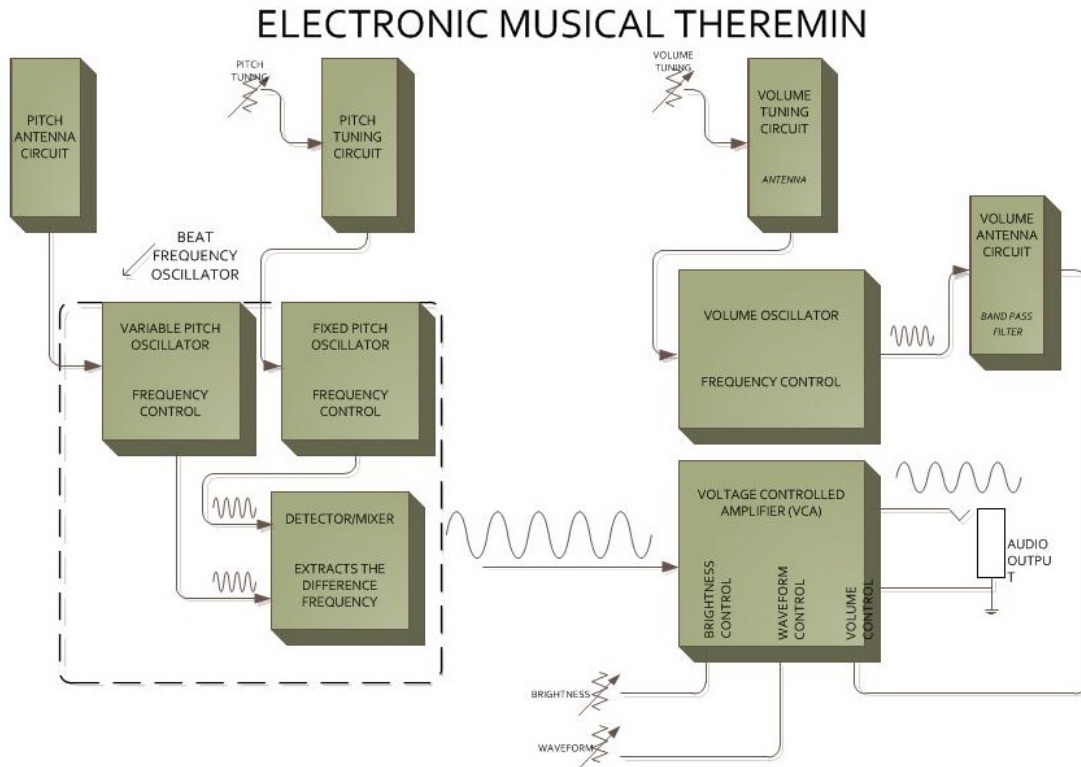 ELECTRONIC MUSICAL THEREMIN
PITCH
ANTENNA
CIRCUIT
PITCH
TUNING
PITCH
TUNING
CIRCUIT
VOLUME
TUNING
VOLUME
TUNING
CIRCUIT
ANTENNA
VOLUME
ANTENNA
CIRCUIT
BAND PASS
FILTER
BEAT
FREQUENCY
OSCILLATOR
VARIABLE PITCH
OSCILLATOR
FREQUENCY
CONTROL
FIXED PITCH
OSCILLATOR
FREQUENCY
CONTROL
VOLUME OSCILLATOR
FREQUENCY CONTROL
DETECTOR/MIXER
EXTRACTS THE
DIFFERENCE
FREQUENCY
VOLTAGE CONTROLLED
AMPLIFIER (VCA)
BRIGHTNESS
CONTROL
WAVEFORM
CONTROL
VOLUME
CONTROL
AUDIO
OUTPU
T
BRIGHTNESS
WAVEFORM